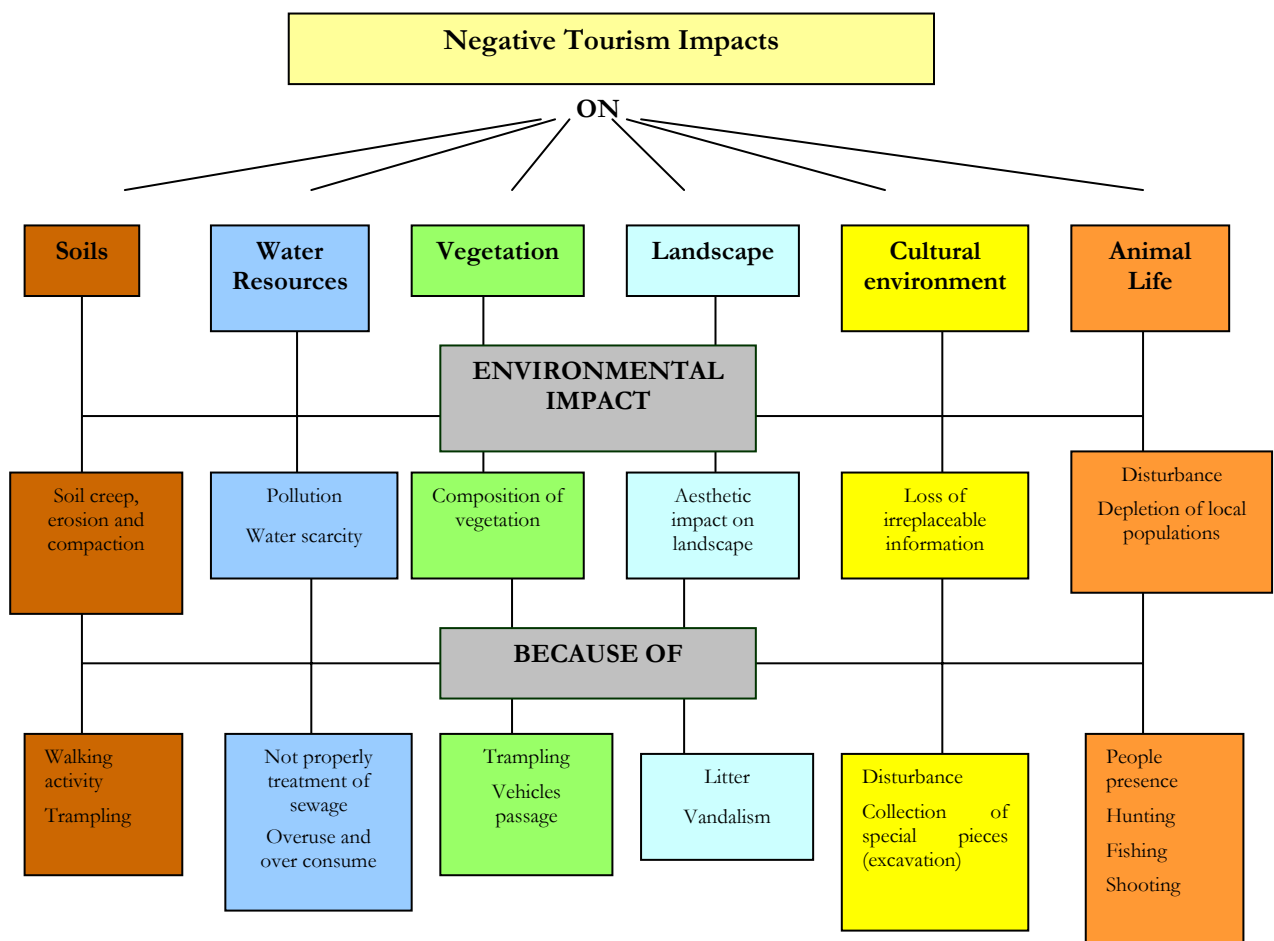 Negative Tourism Impacts
ON
Soils
Water
Resources
Vegetation
Landscape
Cultural
environment
Animal
Life
ENVIRONMENTAL
IMPACT
Soil creep,
erosion and
compaction
Pollution
Water scarcity
Composition of
vegetation
Aesthetic
impact on
landscape
Loss of
irreplaceable
information
Disturbance
Depletion of local
populations
BECAUSE OF
Walking
activity
Trampling
Not properly
treatment of
sewage
Overuse and
over consume
Trampling
Vehicles
passage
Litter
Vandalism
Disturbance
Collection of
special pieces
(excavation)
People
presence
Hunting
Fishing
Shooting